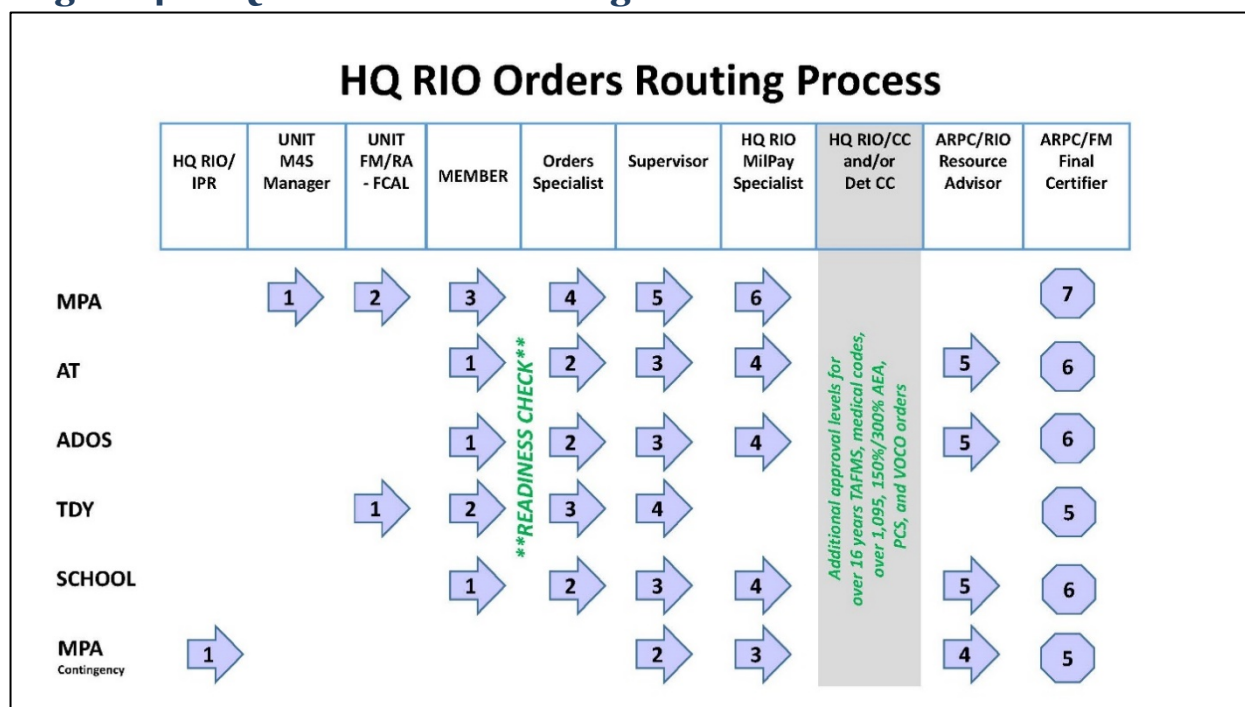 HQ RIO Orders Routing Process
HQ RIO/
IPR
UNIT
M4S
Manager
UNIT
FM/RA
- FCAL
MEMBER
Orders
Specialist
Supervisor
HQ RIO
MilPay
Specialist
HQ RIO/CC
and/or
Det CC
ARPC/RIO
Resource
Advisor
ARPC/FM
Final
Certifier
MPA
1
2
3
4
5
6
7
AT
1
2
3
4
5
6
ADOS
1
2
3
4
5
6
TDY
1
2
3
4
5
SCHOOL
1
2
3
4
5
6
MPA
Contingency
1
2
3
4
5
**READINESS CHECK**
Additional approval levels for
over 16 years TAFMS, medical codes,
over 1,095, 150%/300% AEA,
PCS, and VOCO orders